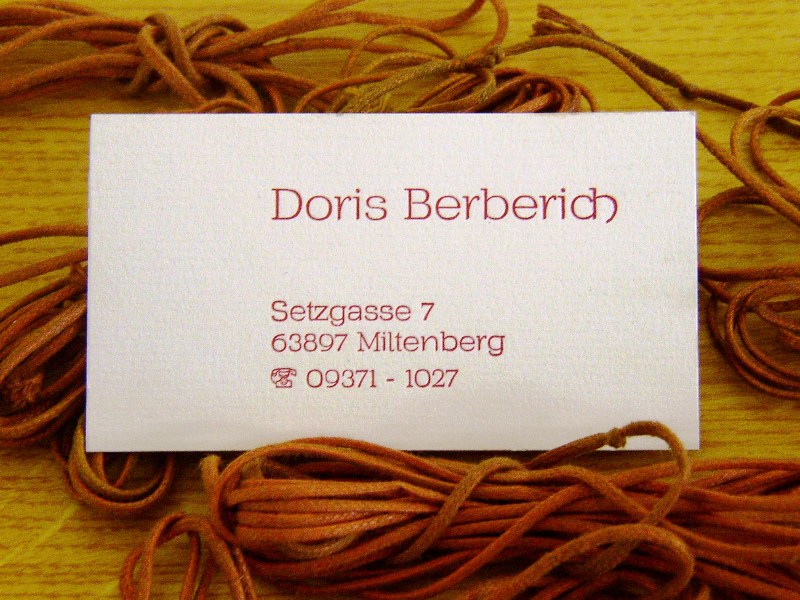 Doris Berberich
Setzgasse 7
63897 Miltenberg
☏ 09371 - 1027